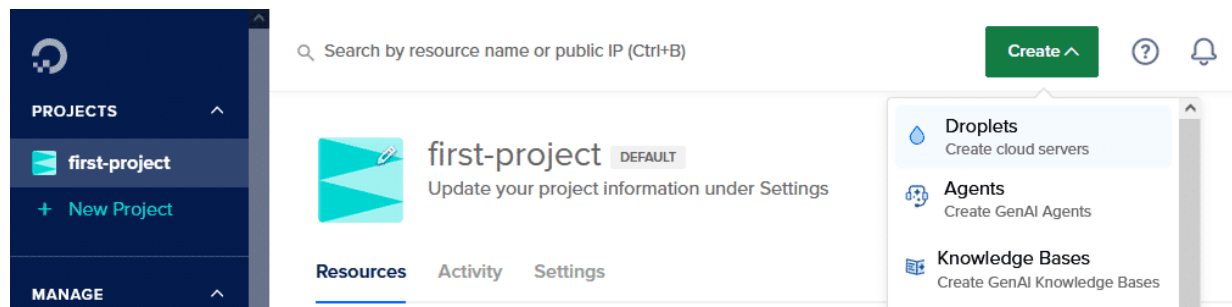 PROJECTS
first-project
+ New Project
MANAGE
Search by resource name or public IP (Ctrl+B)
Create
first-project DEFAULT
Update your project information under Settings
Resources Activity Settings
Droplets
Create cloud servers
Agents
Create GenAI Agents
Knowledge Bases
Create GenAI Knowledge Bases